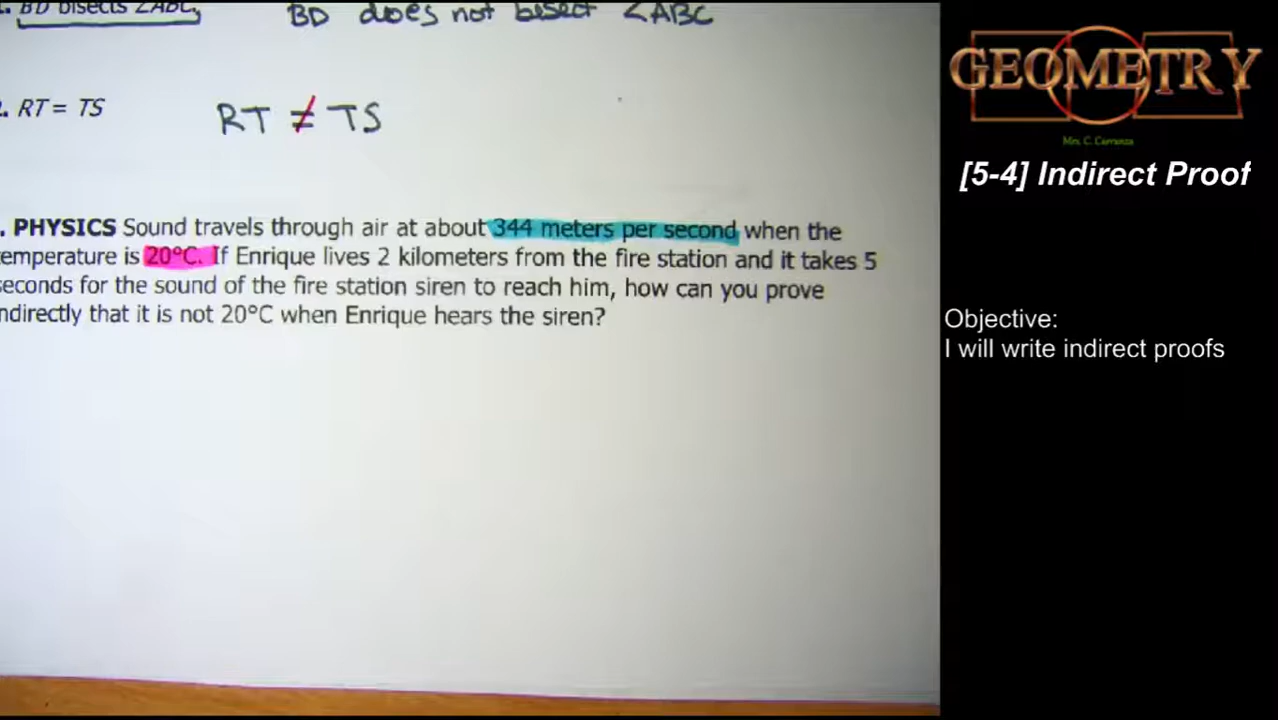 1. BD bisects ∠ABC.
BD does not bisect ∠ABC
2. RT = TS
RT ≠ TS
. PHYSICS Sound travels through air at about 344 meters per second when the
emperature is 20°C. If Enrique lives 2 kilometers from the fire station and it takes 5
seconds for the sound of the fire station siren to reach him, how can you prove
ndirectly that it is not 20°C when Enrique hears the siren?
GEOMETRY
Mrs. C. Carranza
[5-4] Indirect Proof
Objective:
I will write indirect proofs